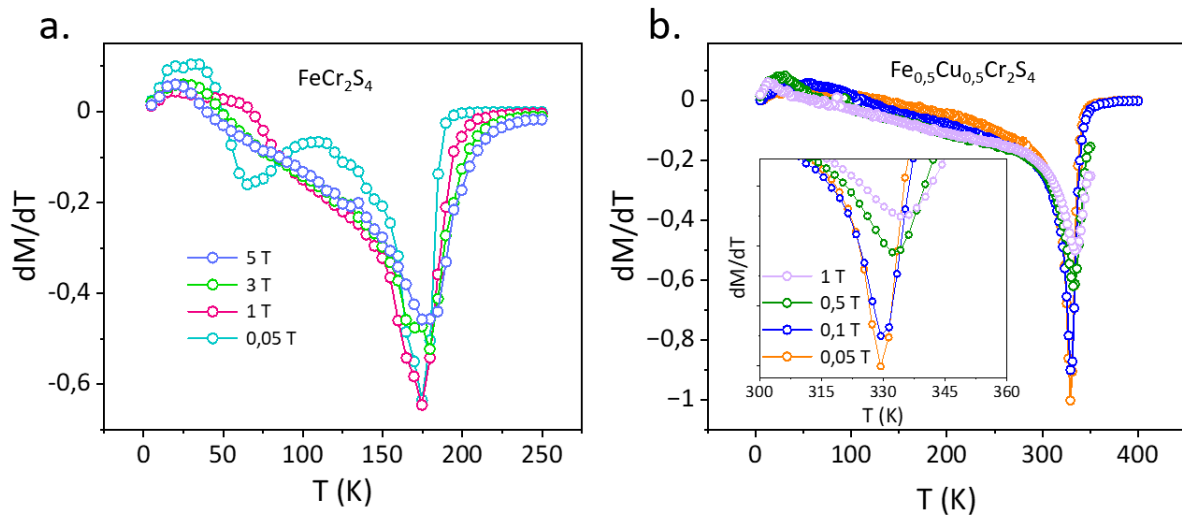 a.
FeCr₂S₄
0
−0,2
−0,4
−0,6
dM/dT
5 T
3 T
1 T
0,05 T
0 50 100 150 200 250
T (K)
b.
Fe₀,₅Cu₀,₅Cr₂S₄
0
−0,2
−0,4
−0,6
−0,8
−1
dM/dT
dM/dT
1 T
0,5 T
0,1 T
0,05 T
300 315 330 345 360
T (K)
0 100 200 300 400
T (K)